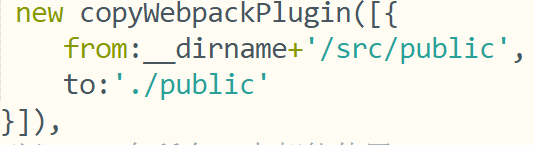 new copyWebpackPlugin([{
from:__dirname+'/src/public',
to:'./public'
}]),